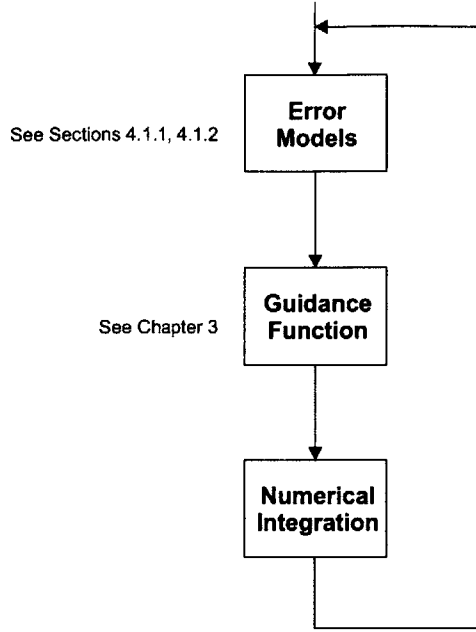 Error
Models
See Sections 4.1.1, 4.1.2
Guidance
Function
See Chapter 3
Numerical
Integration